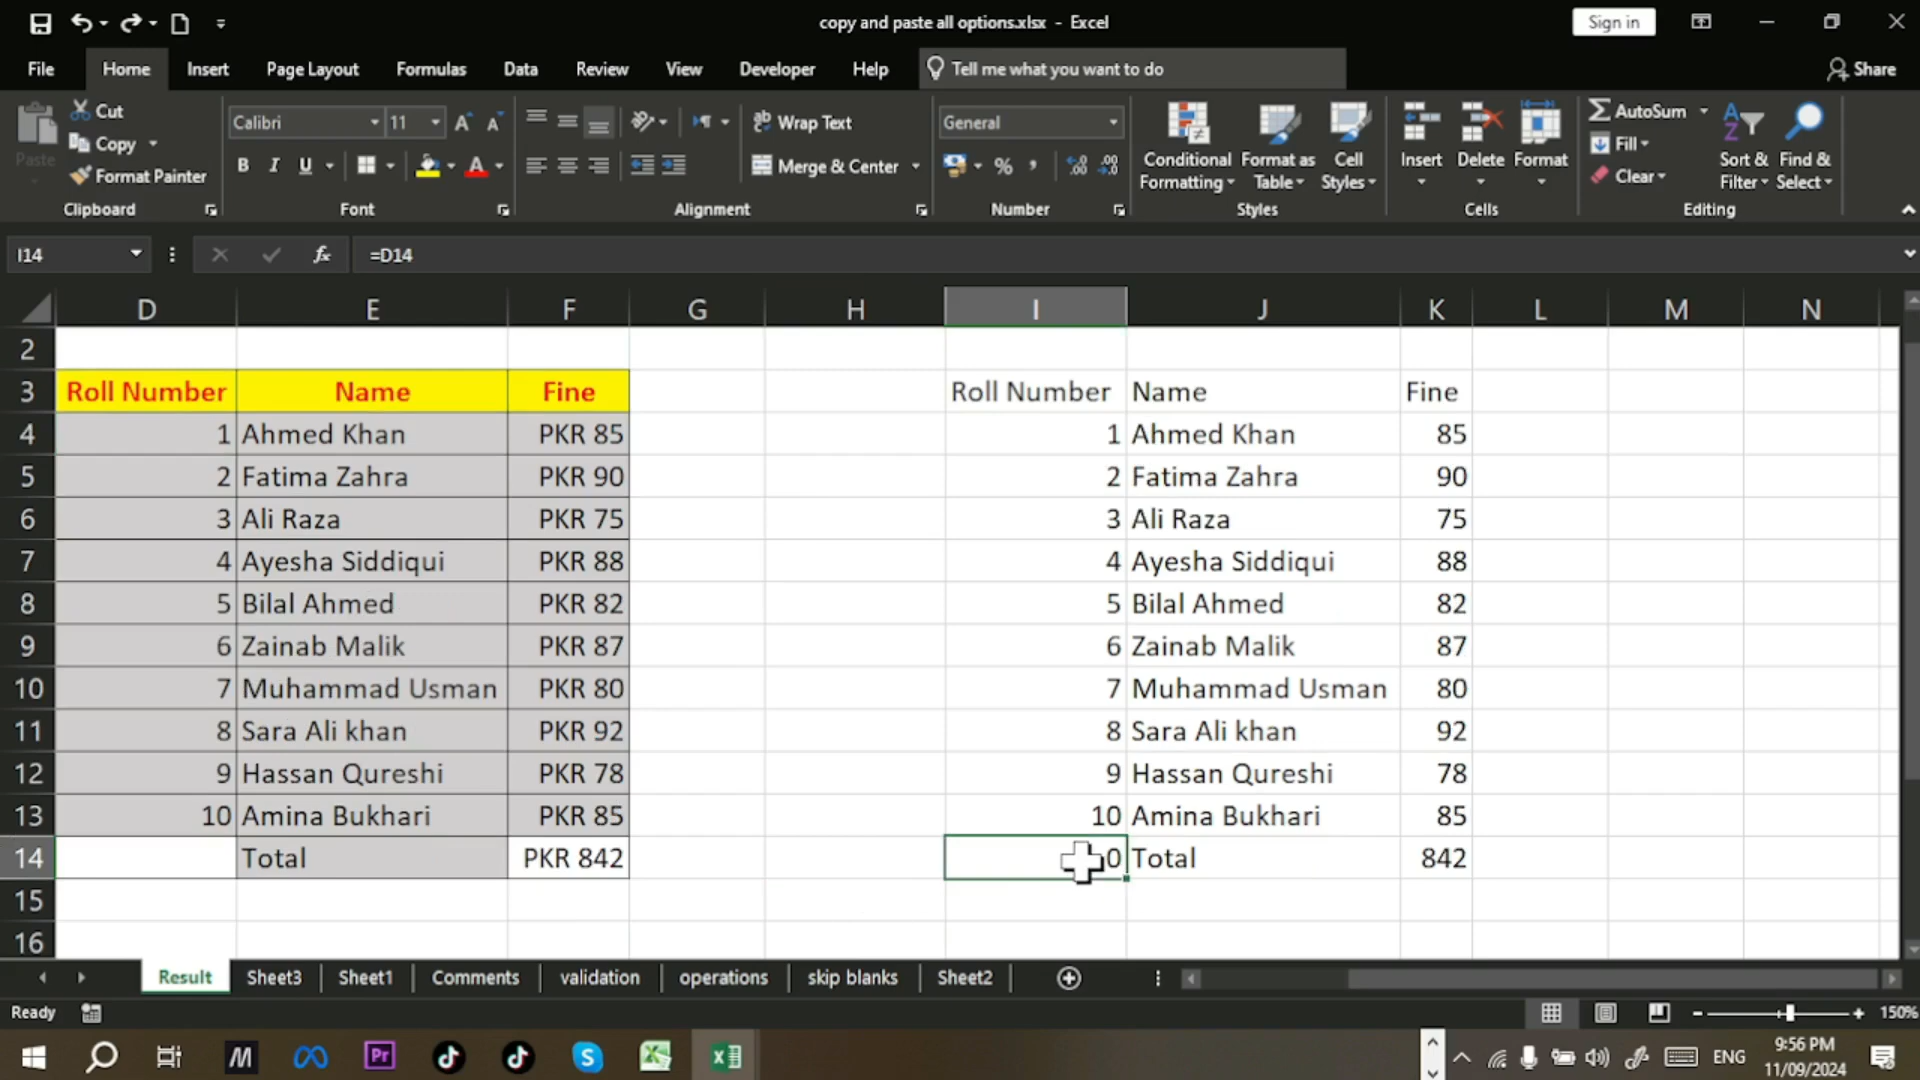 copy and paste all options.xlsx - Excel
Sign in
File Home Insert Page Layout Formulas Data Review View Developer Help Tell me what you want to do Share
Paste Cut Copy Format Painter Clipboard
Calibri 11 A A B I U A Font
Wrap Text Merge & Center Alignment
General % , Number
Conditional Formatting Format as Table Cell Styles Styles
Insert Delete Format Cells
AutoSum Fill Clear Sort & Filter Find & Select Editing
I14 fx =D14
D E F G H I J K L M N
2
3 Roll Number Name Fine Roll Number Name Fine
4 1 Ahmed Khan PKR 85 1 Ahmed Khan 85
5 2 Fatima Zahra PKR 90 2 Fatima Zahra 90
6 3 Ali Raza PKR 75 3 Ali Raza 75
7 4 Ayesha Siddiqui PKR 88 4 Ayesha Siddiqui 88
8 5 Bilal Ahmed PKR 82 5 Bilal Ahmed 82
9 6 Zainab Malik PKR 87 6 Zainab Malik 87
10 7 Muhammad Usman PKR 80 7 Muhammad Usman 80
11 8 Sara Ali khan PKR 92 8 Sara Ali khan 92
12 9 Hassan Qureshi PKR 78 9 Hassan Qureshi 78
13 10 Amina Bukhari PKR 85 10 Amina Bukhari 85
14 Total PKR 842 0 Total 842
15
16
Result Sheet3 Sheet1 Comments validation operations skip blanks Sheet2
Ready 150%
Pr S ENG 9:56 PM
11/09/2024